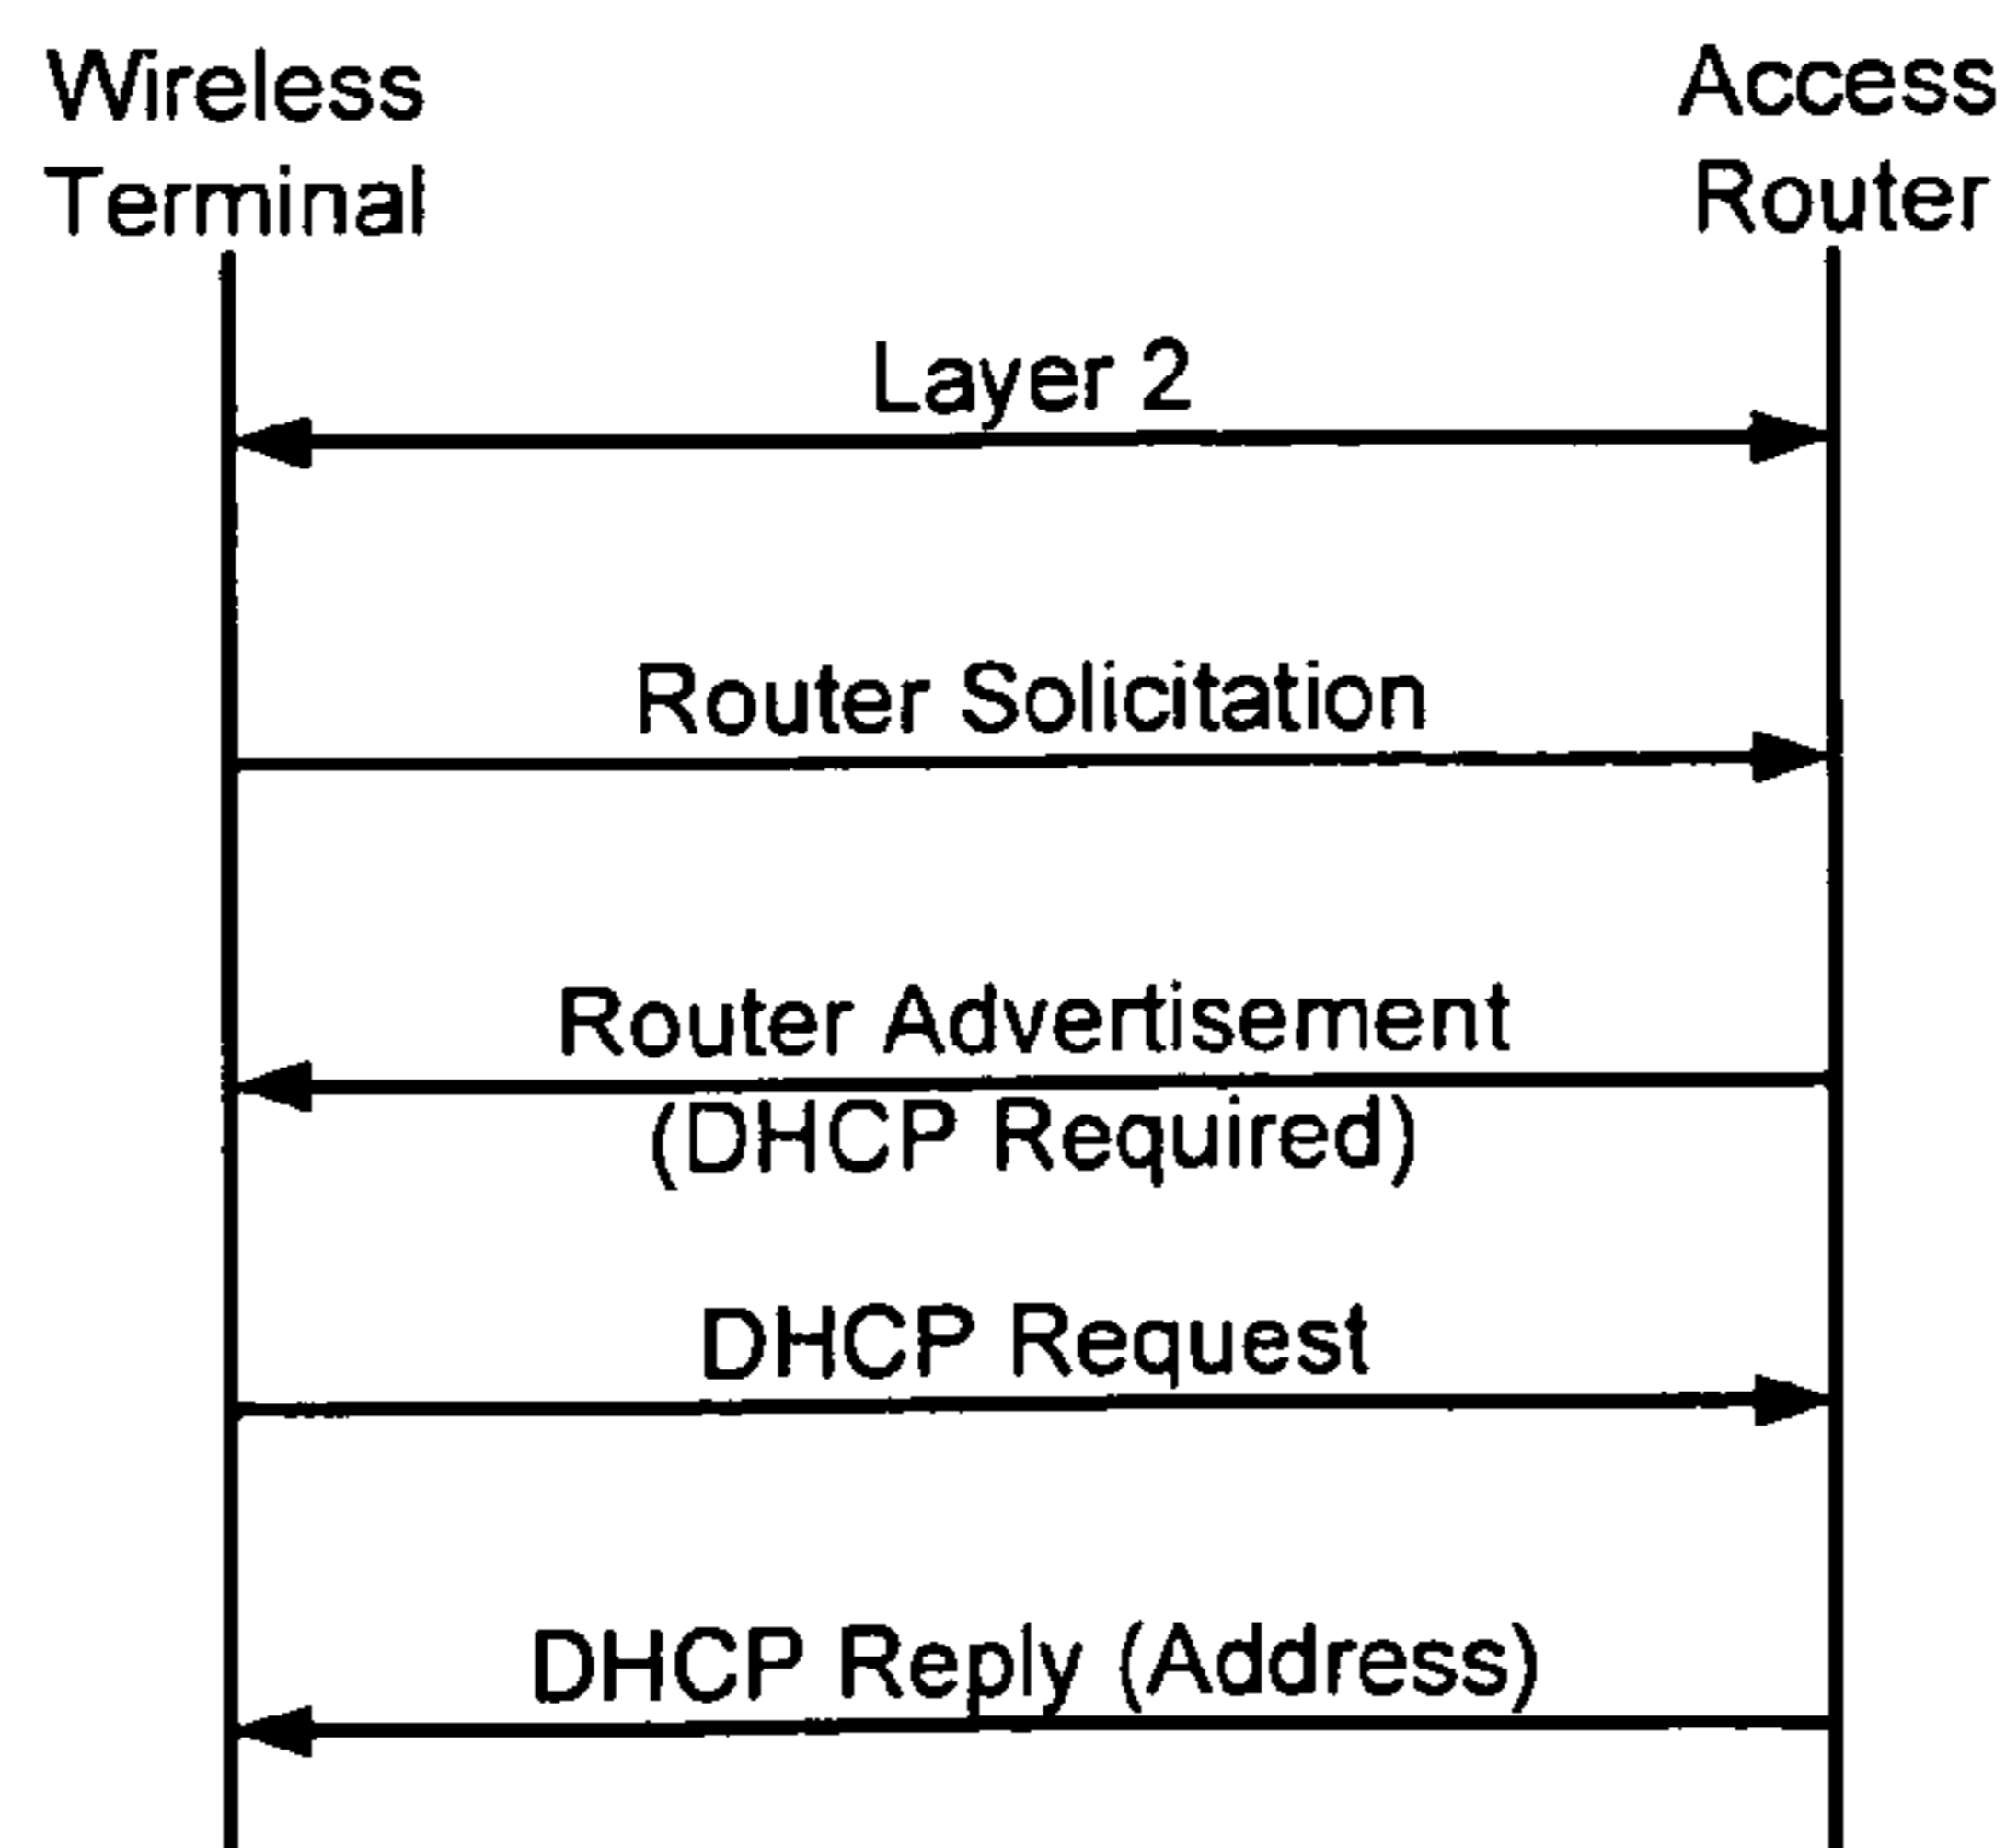 Wireless
Terminal
Access
Router
Layer 2
Router Solicitation
Router Advertisement
(DHCP Required)
DHCP Request
DHCP Reply (Address)